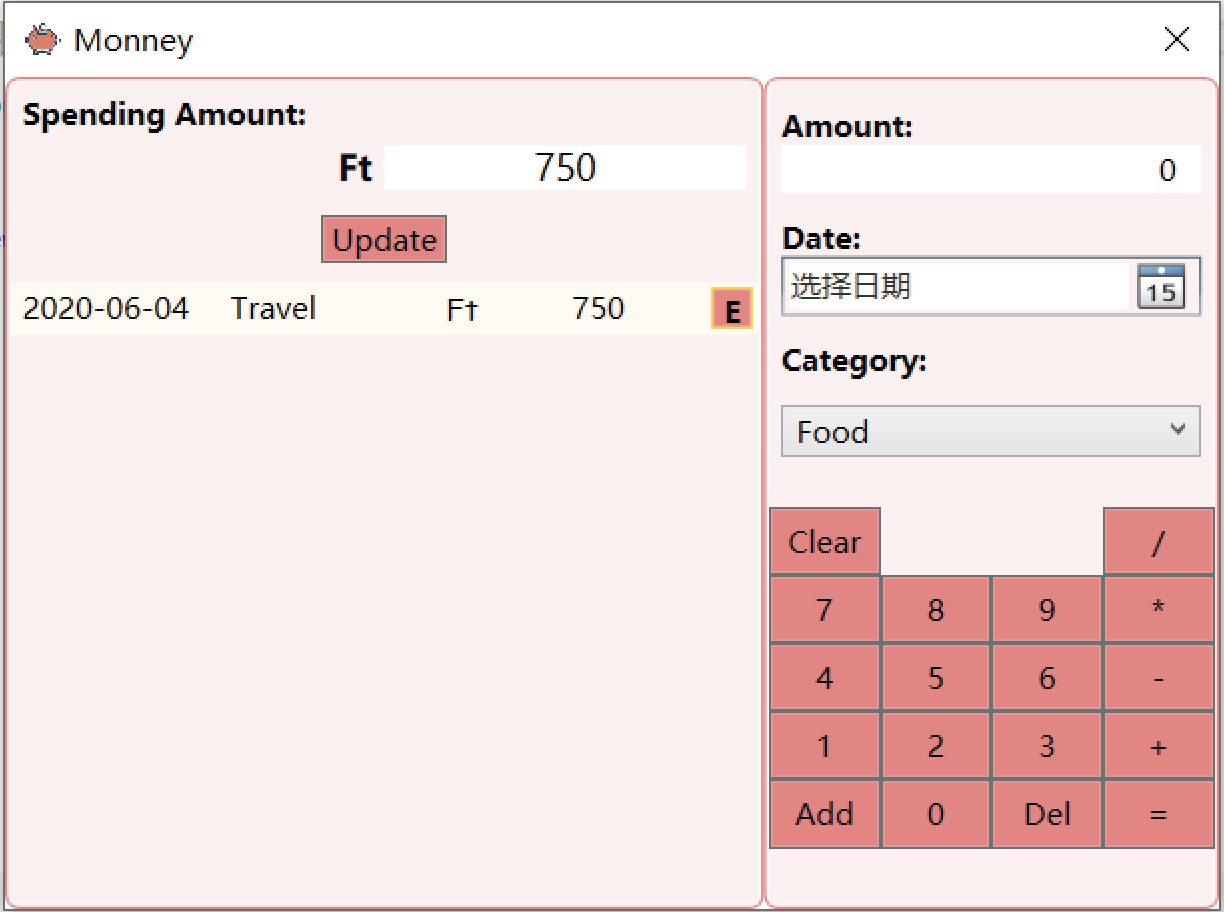 Monney
Spending Amount:
Ft 750
Update
2020-06-04 Travel Ft 750 E
Amount:
0
Date:
选择日期 15
Category:
Food
Clear /
7 8 9 *
4 5 6 -
1 2 3 +
Add 0 Del =